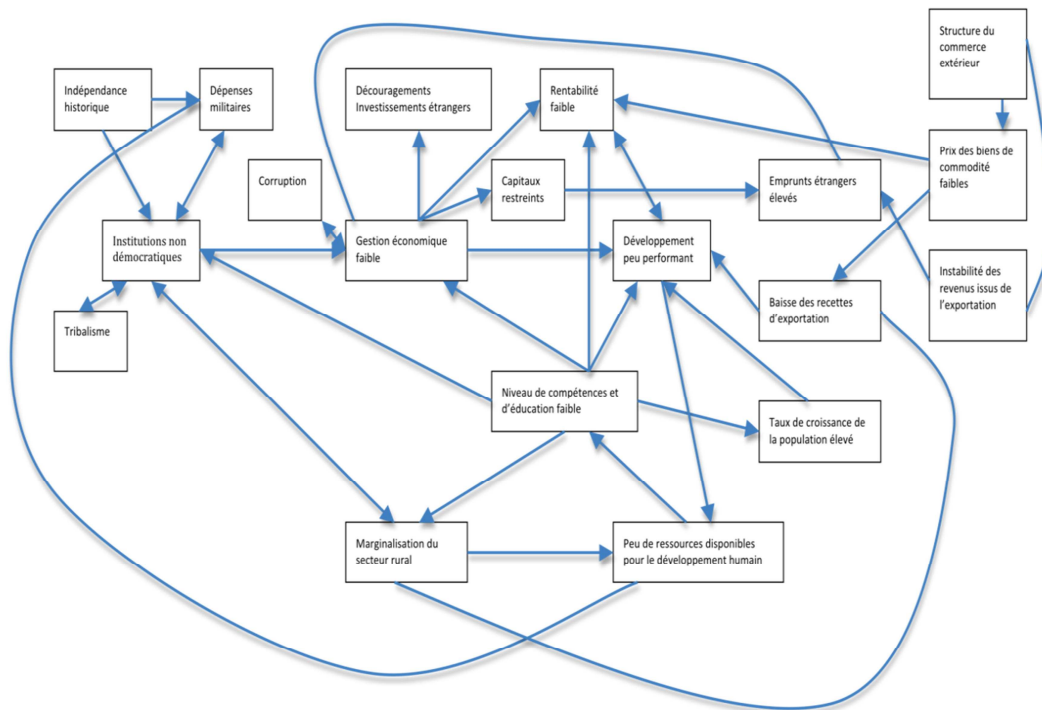 Structure du
commerce
extérieur
Indépendance
historique
Dépenses
militaires
Découragements
Investissements étrangers
Rentabilité
faible
Prix des biens de
commodité
faibles
Corruption
Capitaux
restreints
Emprunts étrangers
élevés
Institutions non
démocratiques
Gestion économique
faible
Développement
peu performant
Instabilité des
revenus issus de
l'exportation
Baisse des recettes
d'exportation
Tribalisme
Niveau de compétences et
d'éducation faible
Taux de croissance de
la population élevé
Marginalisation du
secteur rural
Peu de ressources disponibles
pour le développement humain